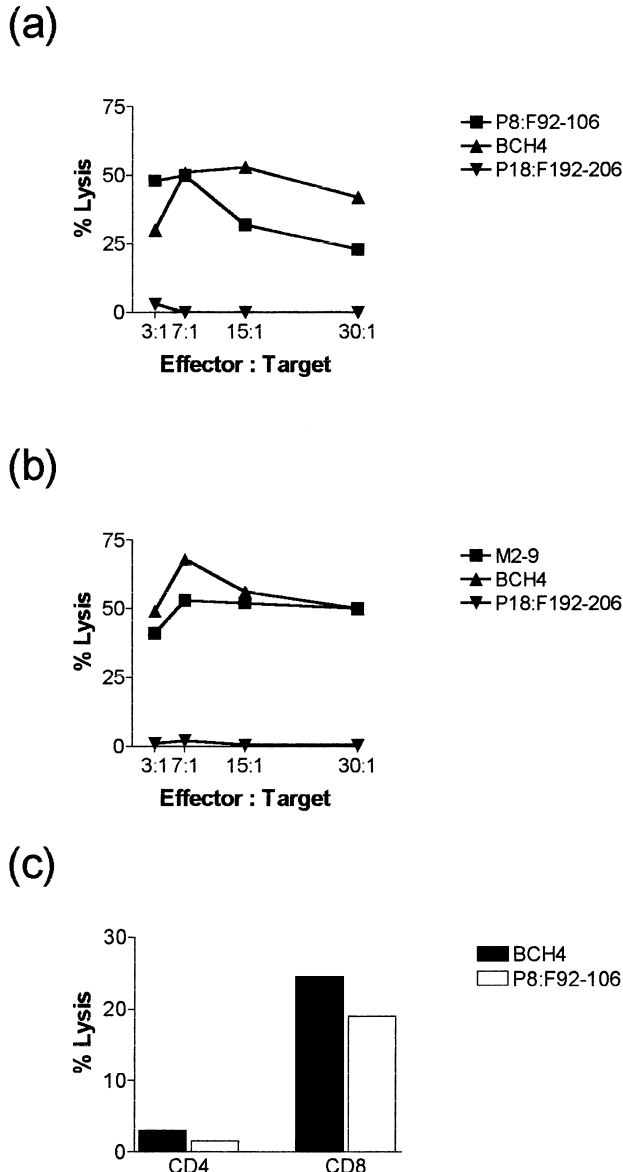 (a)
75
50
25
0
% Lysis
3:1 7:1 15:1 30:1
Effector : Target
P8:F92-106
BCH4
P18:F192-206
(b)
75
50
25
0
% Lysis
3:1 7:1 15:1 30:1
Effector : Target
M2-9
BCH4
P18:F192-206
(c)
30
20
10
0
% Lysis
CD4 CD8
BCH4
P8:F92-106